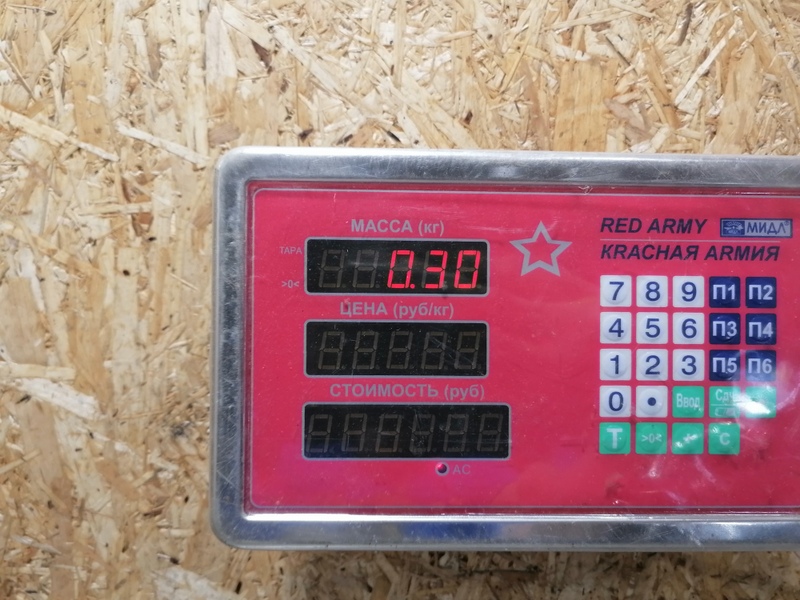 МАССА (кг)
ТАРА
>0<
0.30
ЦЕНА (руб/кг)
СТОИМОСТЬ (руб)
AC
RED ARMY
МИДЛ
КRАСНАЯ АRМИЯ
7 8 9 П1 П2
4 5 6 П3 П4
1 2 3 П5 П6
0 • Ввод
Т >0< С